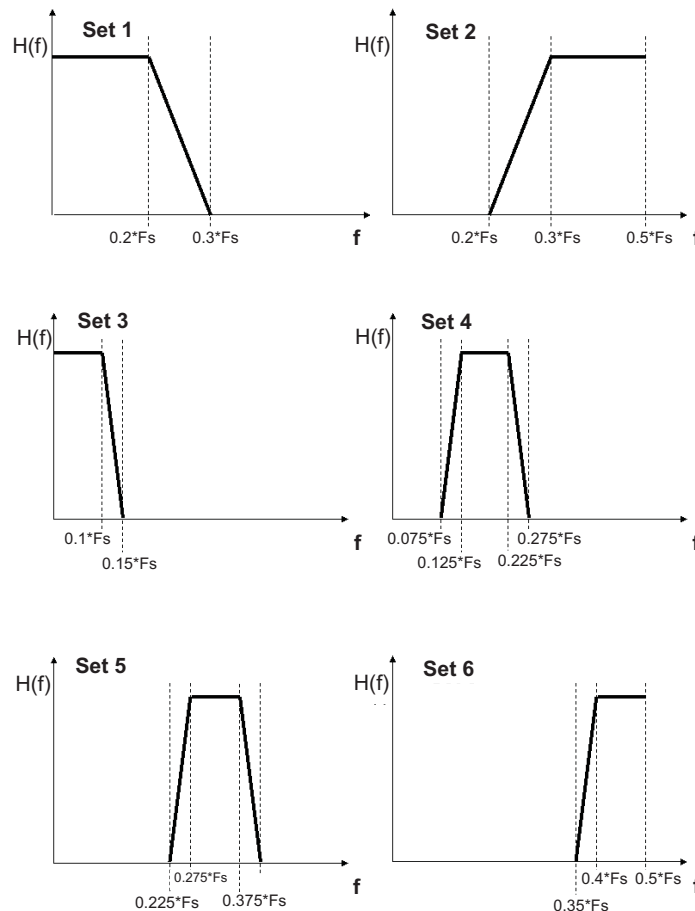 Set 1
H(f)
0.2*Fs
0.3*Fs
f
Set 2
H(f)
0.2*Fs
0.3*Fs
0.5*Fs
f
Set 3
H(f)
0.1*Fs
0.15*Fs
f
Set 4
H(f)
0.075*Fs
0.125*Fs
0.225*Fs
0.275*Fs
f
Set 5
H(f)
0.225*Fs
0.275*Fs
0.375*Fs
f
Set 6
H(f)
0.35*Fs
0.4*Fs
0.5*Fs
f